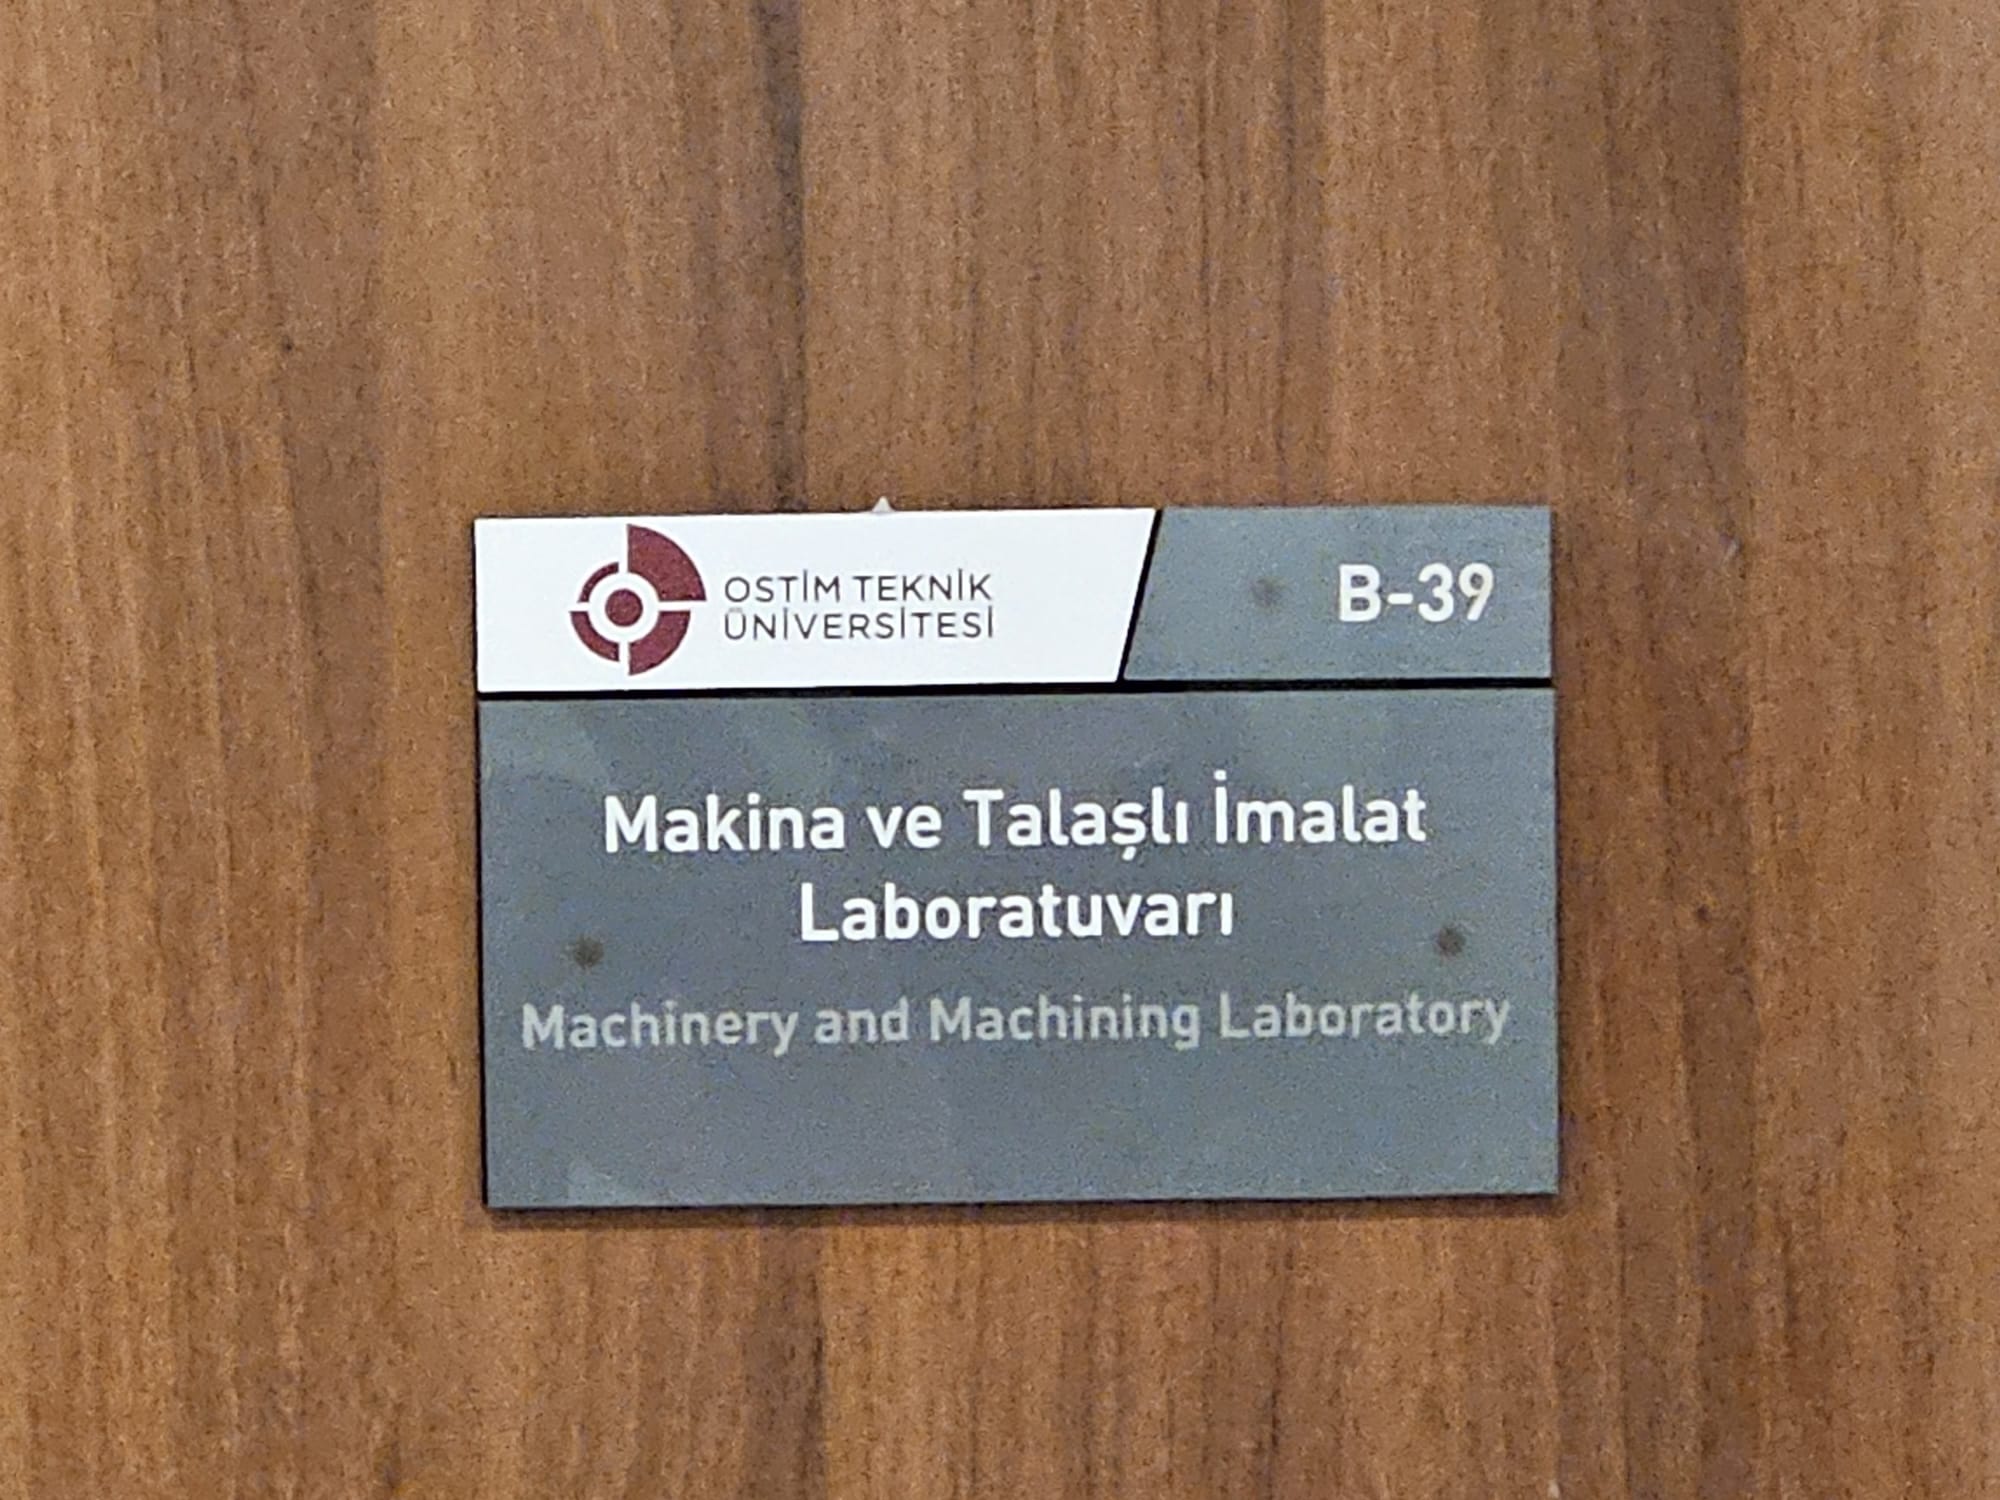 OSTİM TEKNİK
ÜNİVERSİTESİ
B-39
Makina ve Talaşlı İmalat
Laboratuvarı
Machinery and Machining Laboratory